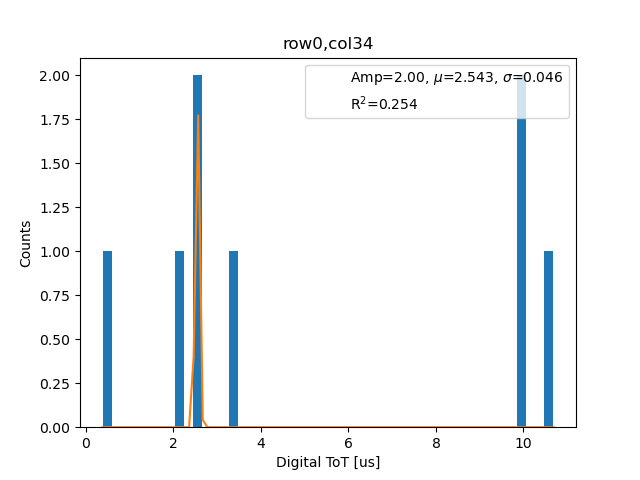 row0,col34
Amp=2.00, μ=2.543, σ=0.046
R²=0.254
2.00
1.75
1.50
1.25
1.00
0.75
0.50
0.25
0.00
Counts
0 2 4 6 8 10
Digital ToT [us]